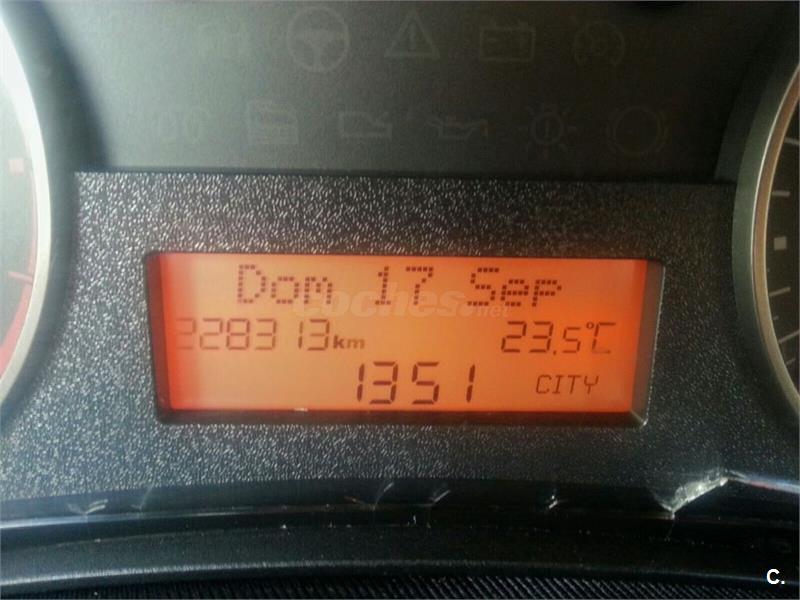 Dom 17 Sep
coches.net
228313km 23.5°C
1351 CITY
C.